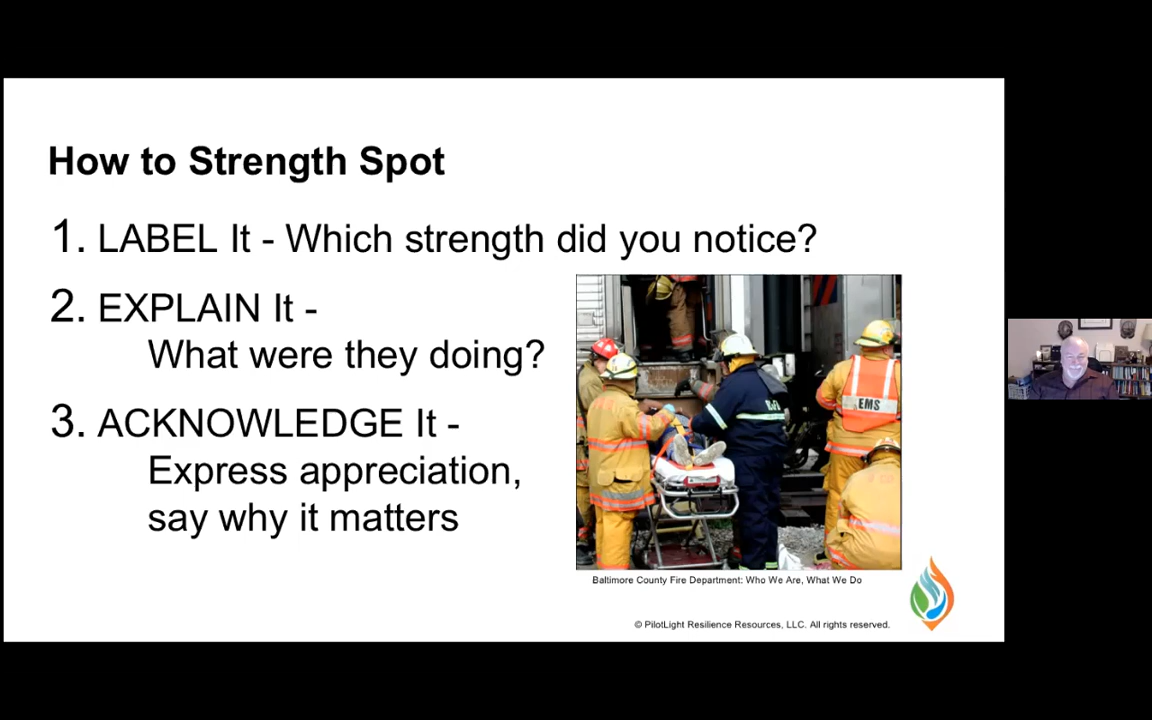 How to Strength Spot
1. LABEL It - Which strength did you notice?
2. EXPLAIN It -
What were they doing?
3. ACKNOWLEDGE It -
Express appreciation,
say why it matters
EMS
Baltimore County Fire Department: Who We Are, What We Do
© PilotLight Resilience Resources, LLC. All rights reserved.